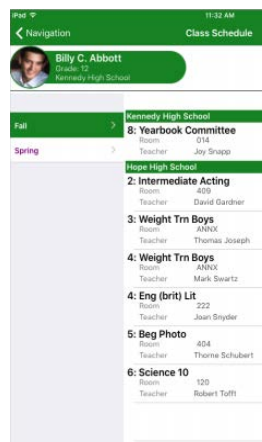 iPad 11:32 AM
Navigation Class Schedule
Billy C. Abbott
Grade: 12
Kennedy High School
Fall
Spring
Kennedy High School
8: Yearbook Committee
Room 014
Teacher Joy Snapp
Hope High School
2: Intermediate Acting
Room 409
Teacher David Gardner
3: Weight Trn Boys
Room ANNX
Teacher Thomas Joseph
4: Weight Trn Boys
Room ANNX
Teacher Mark Swartz
4: Eng (brit) Lit
Room 222
Teacher Joan Snyder
5: Beg Photo
Room 404
Teacher Thorne Schubert
6: Science 10
Room 120
Teacher Robert Tofft